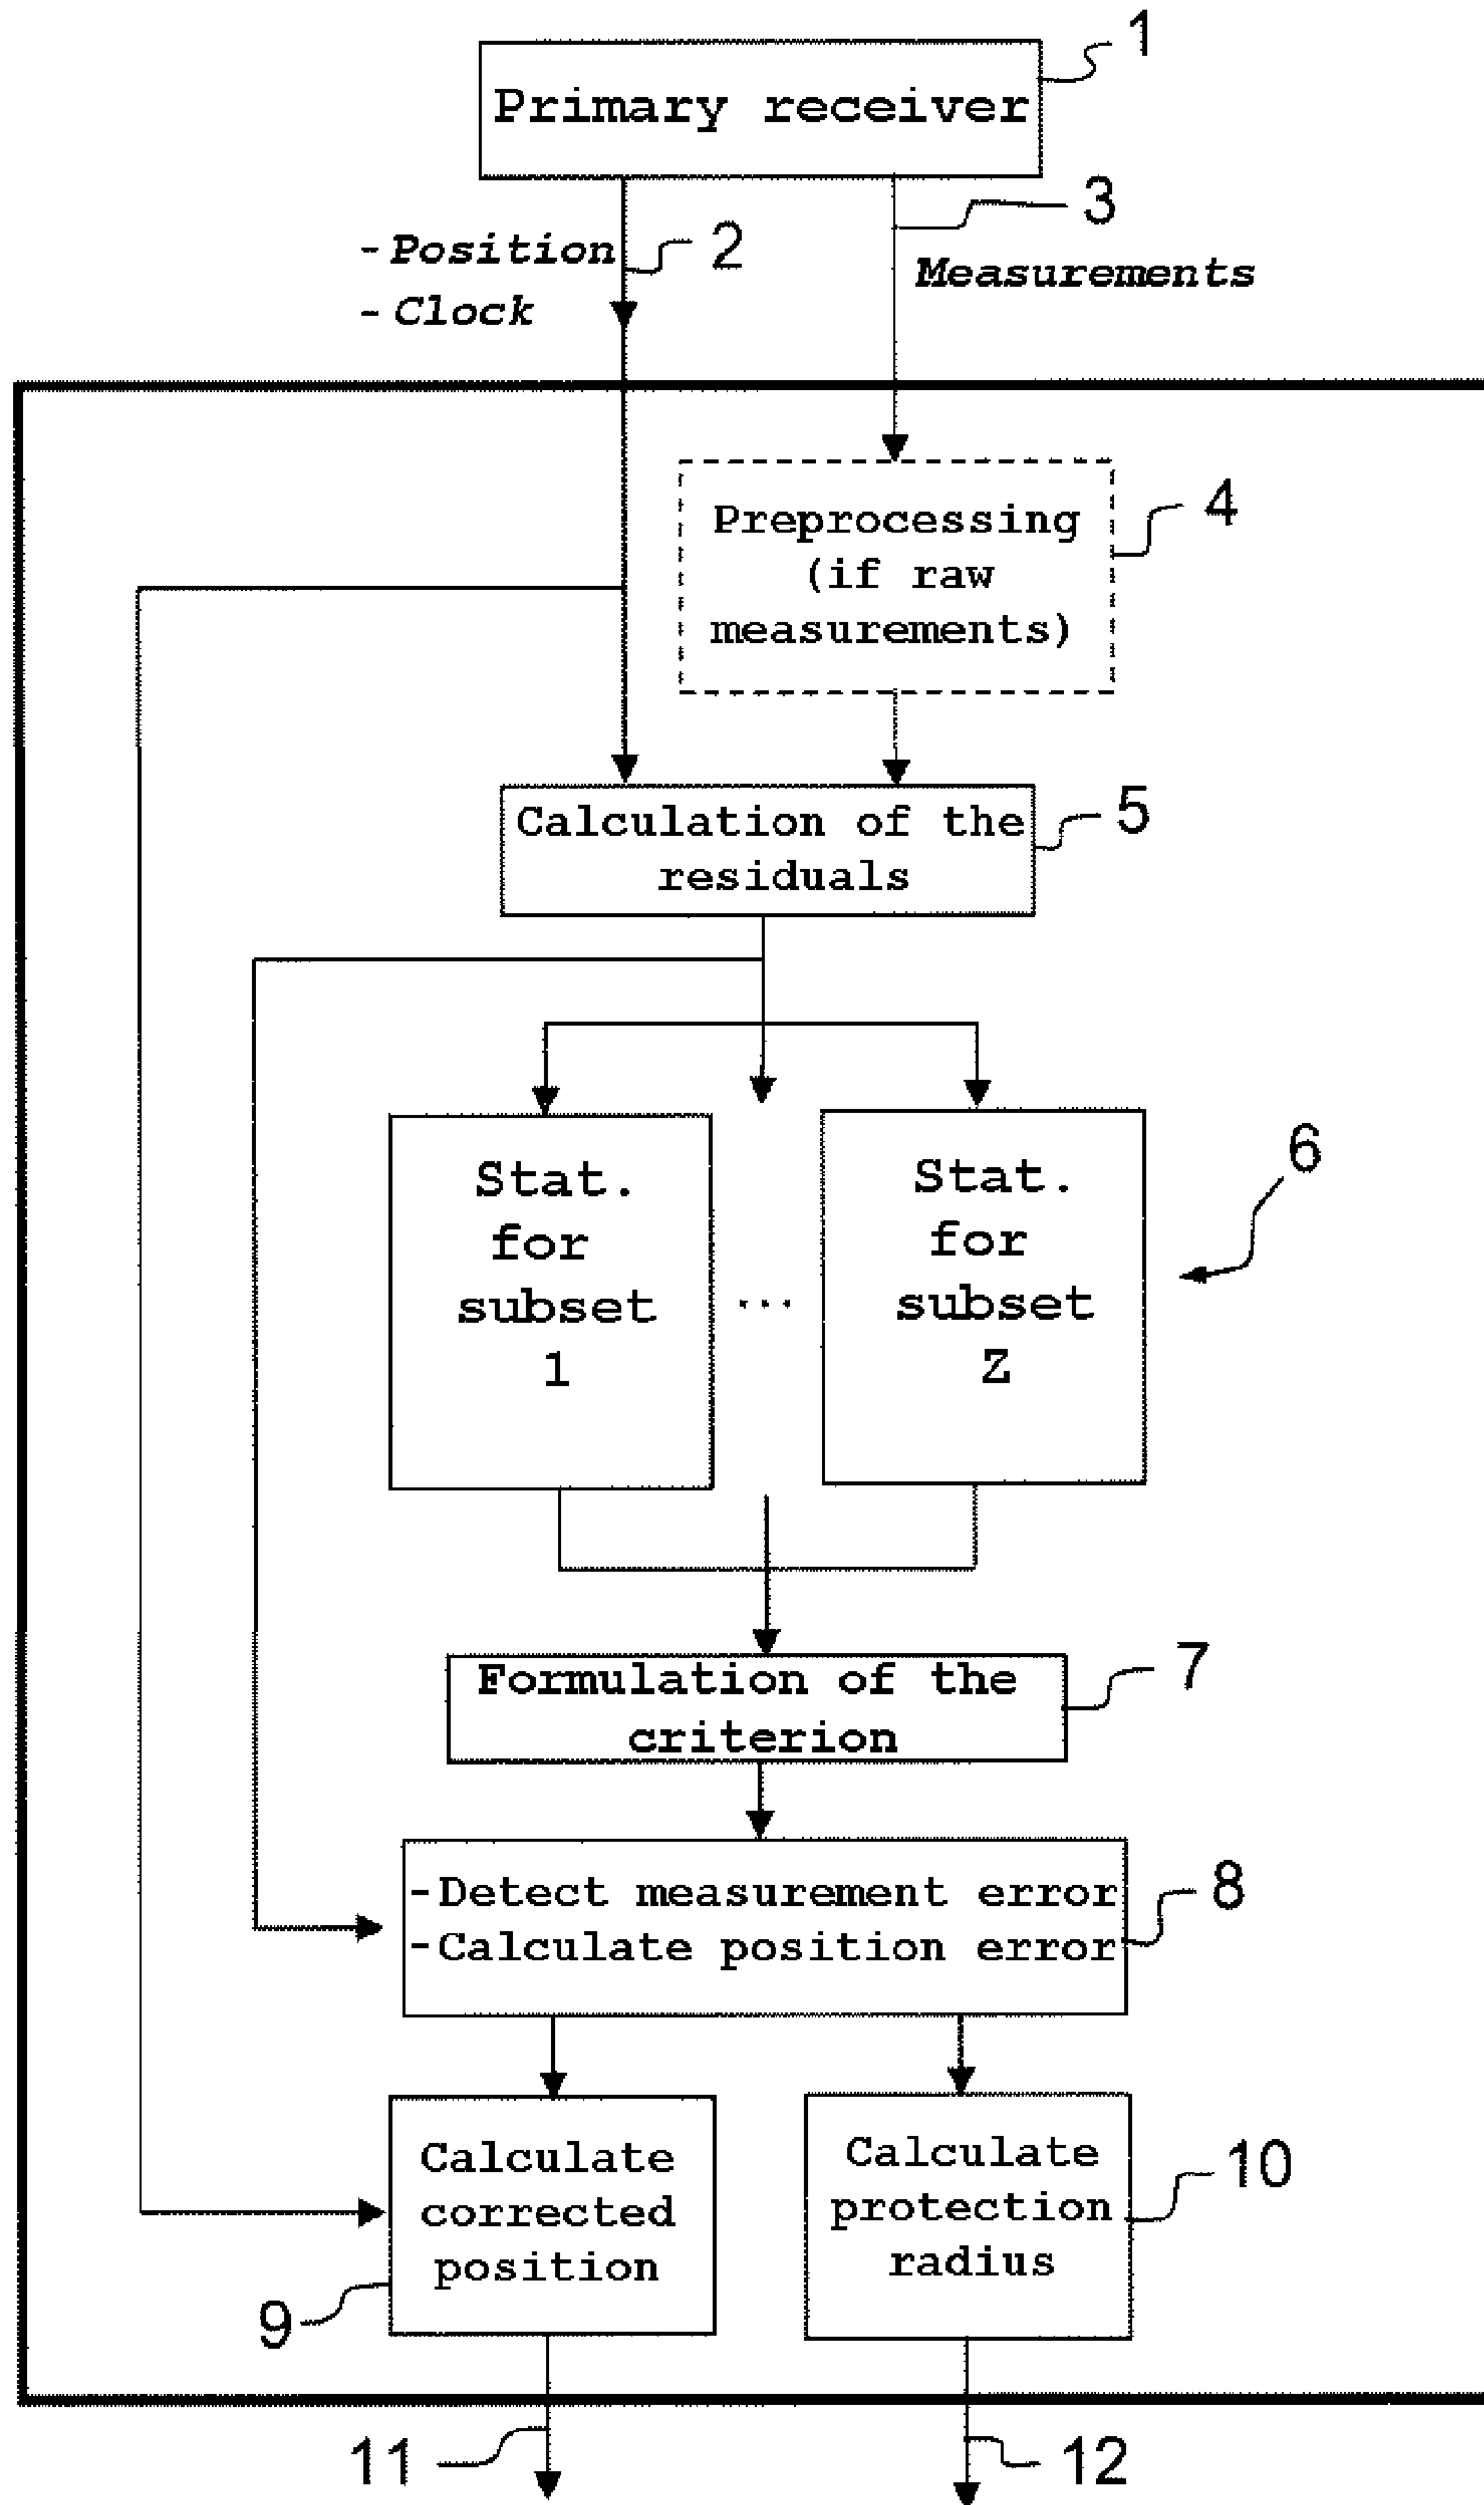 1
Primary receiver
- Position
- Clock
2
3
Measurements
Preprocessing
(if raw
measurements)
4
Calculation of the
residuals
5
Stat.
for
subset
1
...
Stat.
for
subset
Z
6
Formulation of the
criterion
7
-Detect measurement error
-Calculate position error
8
Calculate
corrected
position
9
Calculate
protection
radius
10
11
12